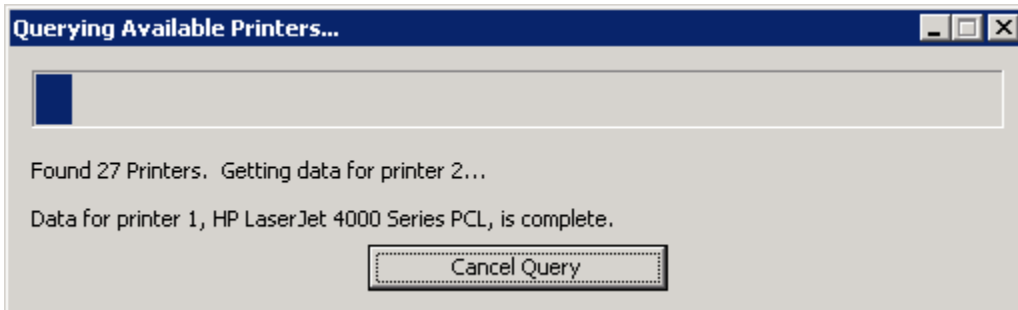 Querying Available Printers...
Found 27 Printers.  Getting data for printer 2...
Data for printer 1, HP LaserJet 4000 Series PCL, is complete.
Cancel Query